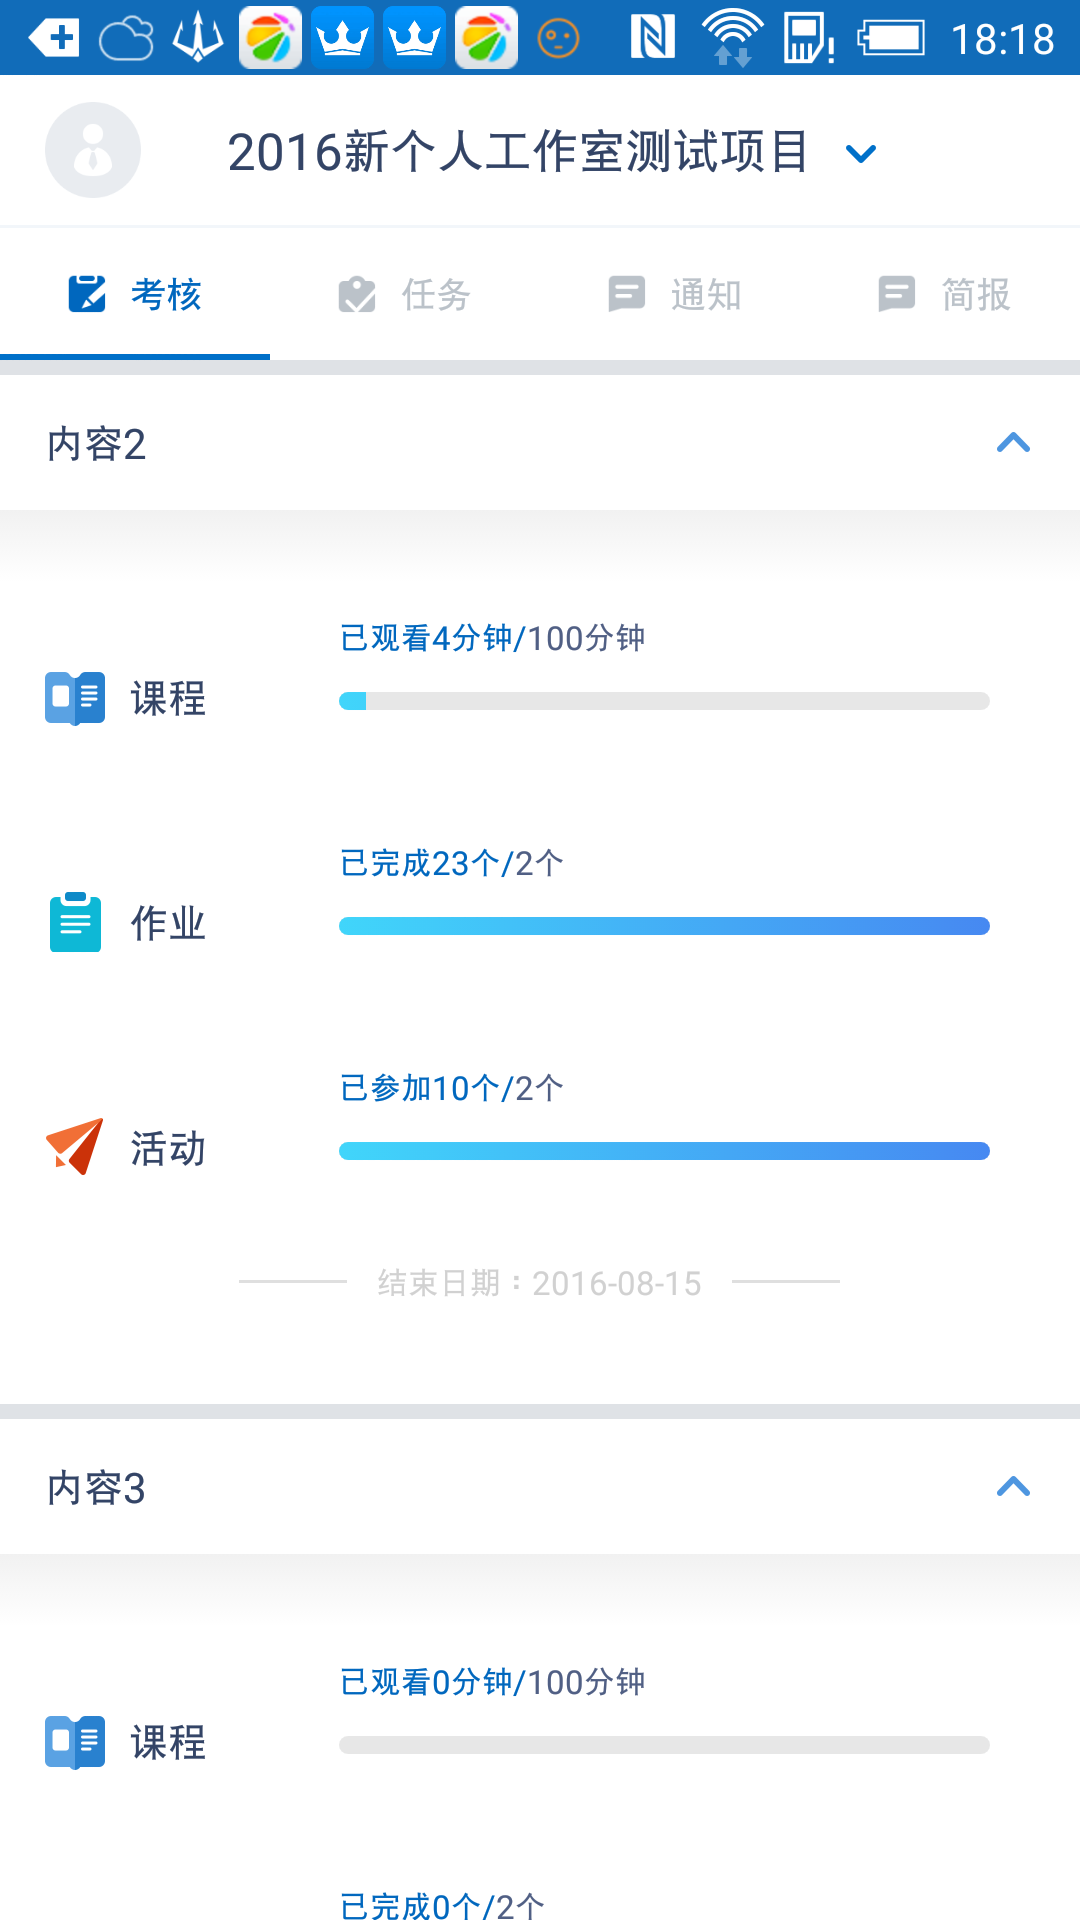 18:18
2016新个人工作室测试项目
考核 任务 通知 简报
内容2
已观看4分钟/100分钟
课程
已完成23个/2个
作业
已参加10个/2个
活动
结束日期：2016-08-15
内容3
已观看0分钟/100分钟
课程
已完成0个/2个